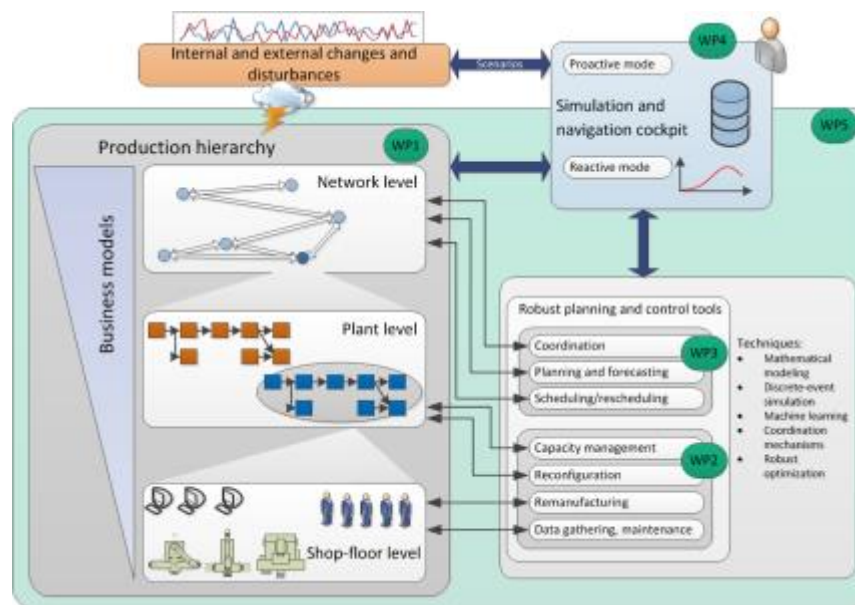 Internal and external changes and
disturbances
Scenarios
WP4
Proactive mode
Simulation and
navigation cockpit
Reactive mode
WP5
Production hierarchy
WP1
Business models
Network level
Plant level
Shop-floor level
Robust planning and control tools
Coordination
WP3
Planning and forecasting
Scheduling/rescheduling
Capacity management
WP2
Reconfiguration
Remanufacturing
Data gathering, maintenance
Techniques:
• Mathematical
modeling
• Discrete-event
simulation
• Machine learning
• Coordination
mechanisms
• Robust
optimization